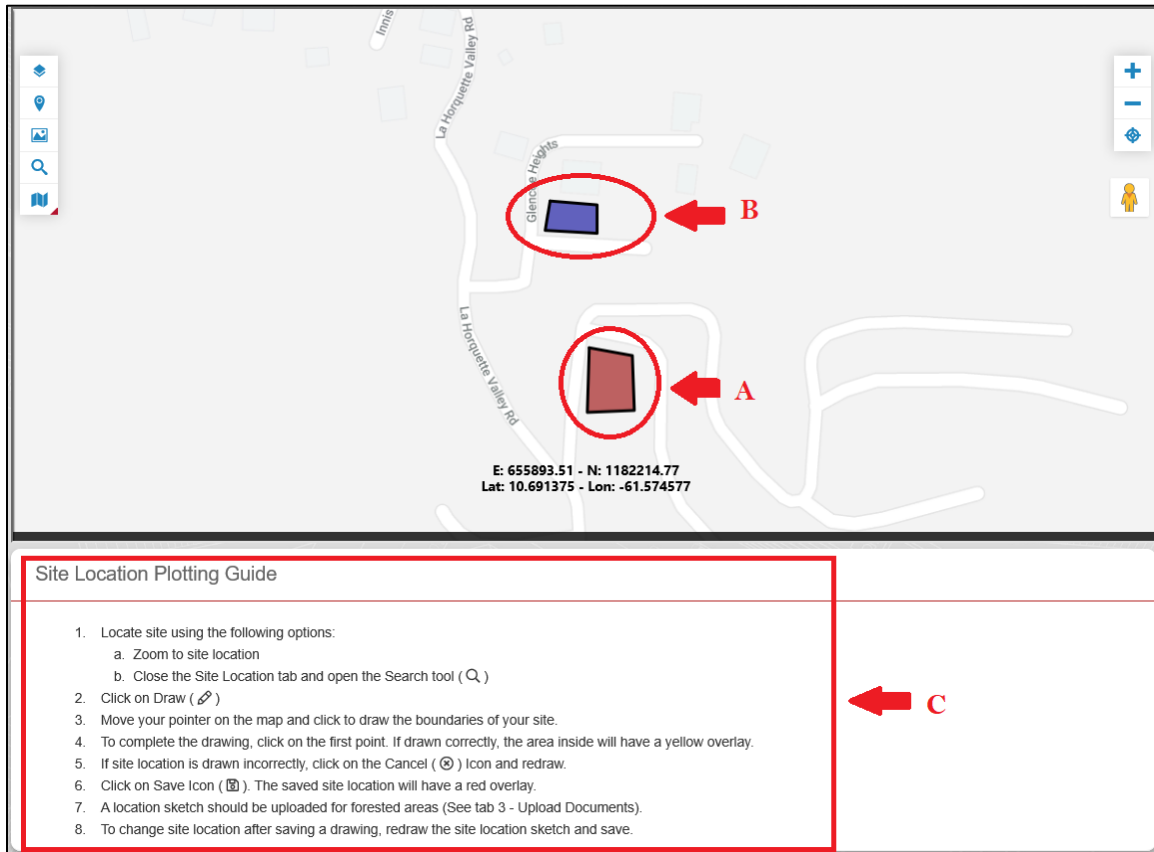 Innis
La Horquette Valley Rd
Glencoe Heights
B
La Horquette Valley Rd
A
E: 655893.51 - N: 1182214.77
Lat: 10.691375 - Lon: -61.574577
Site Location Plotting Guide
1. Locate site using the following options:
a. Zoom to site location
b. Close the Site Location tab and open the Search tool ( )
2. Click on Draw ( )
3. Move your pointer on the map and click to draw the boundaries of your site.
4. To complete the drawing, click on the first point. If drawn correctly, the area inside will have a yellow overlay.
5. If site location is drawn incorrectly, click on the Cancel ( ) Icon and redraw.
6. Click on Save Icon ( ). The saved site location will have a red overlay.
7. A location sketch should be uploaded for forested areas (See tab 3 - Upload Documents).
8. To change site location after saving a drawing, redraw the site location sketch and save.
C